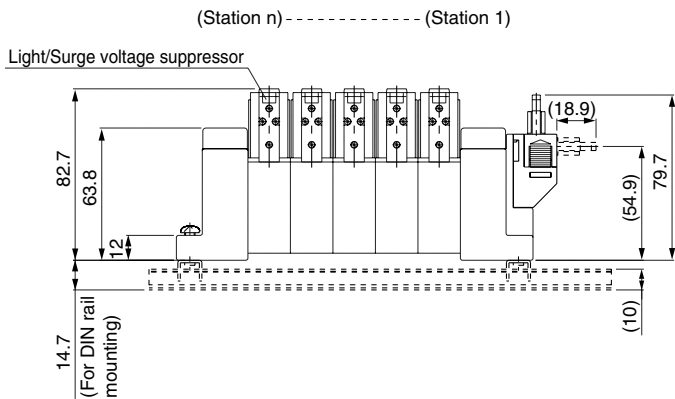 (Station n) (Station 1)
Light/Surge voltage suppressor
(18.9)
82.7
63.8
12
(54.9)
79.7
14.7
(For DIN rail
mounting)
(10)